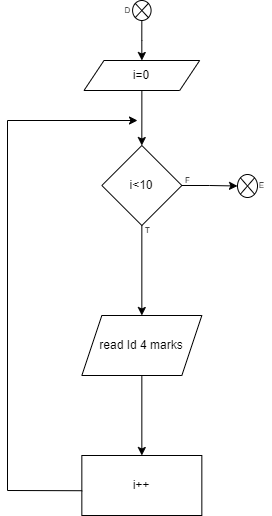 D
i=0
i<10
F
E
T
read Id 4 marks
i++